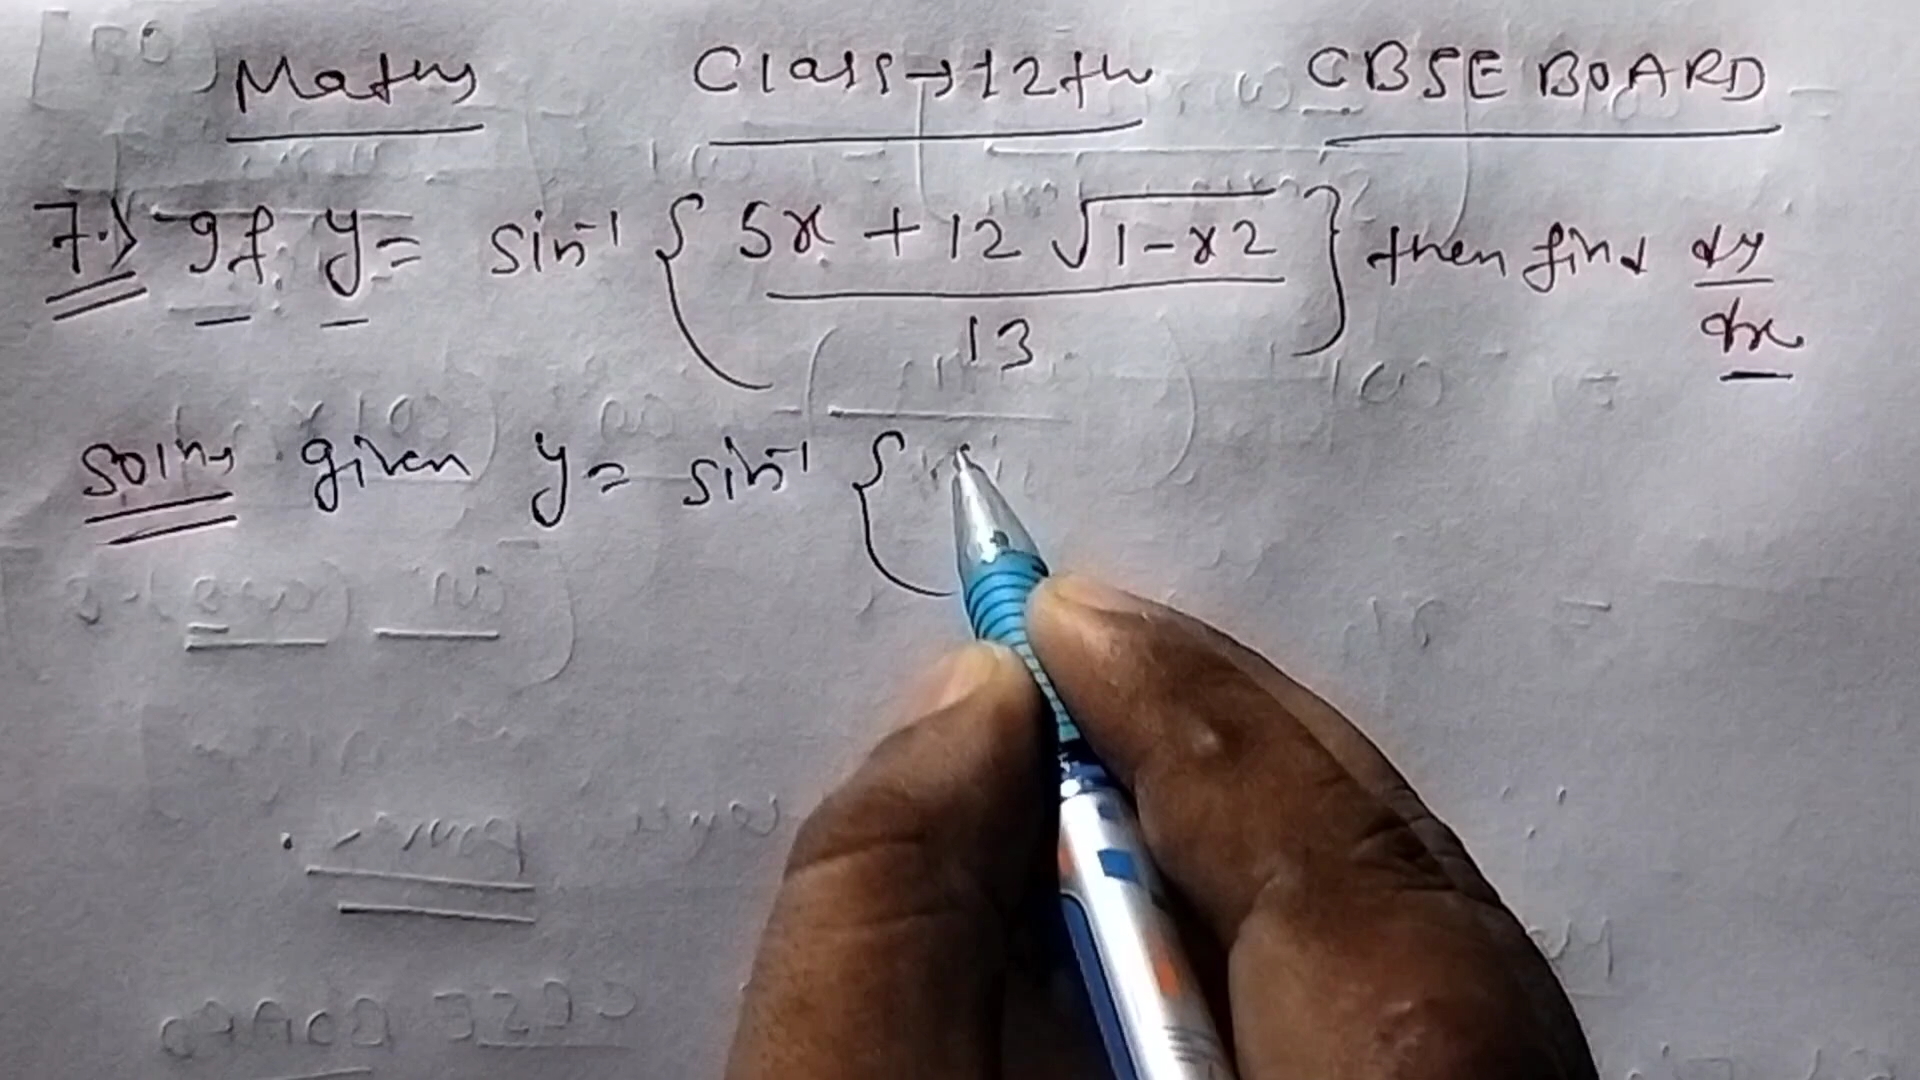 Maths Class → 12th CBSE BOARD
7.) If y = sin⁻¹ { 5x + 12 √1-x2 / 13 } then find dy/dx
Soln, given y = sin⁻¹ {